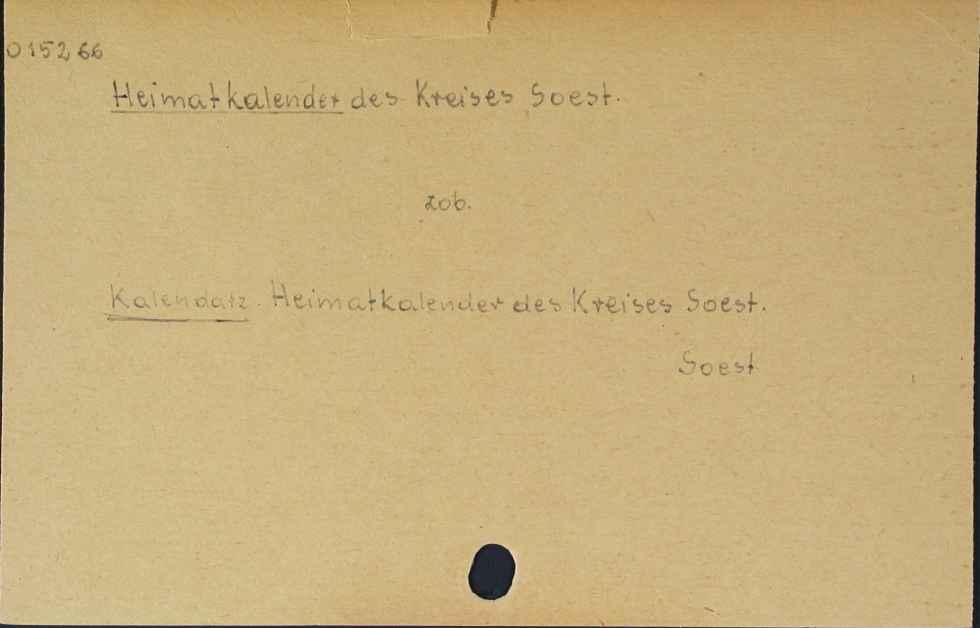 015266
Heimatkalender des Kreises Soest.
zob.
Kalendarz. Heimatkalender des Kreises Soest.
Soest